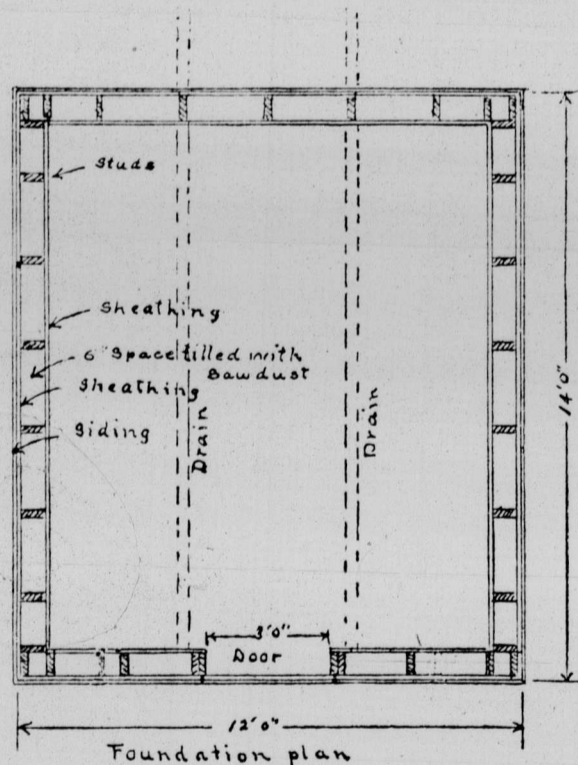 Studs
Sheathing
6" Space filled with
Sawdust
Sheathing
Siding
Drain
Drain
14'0"
3'0"
Door
12'0"
Foundation plan